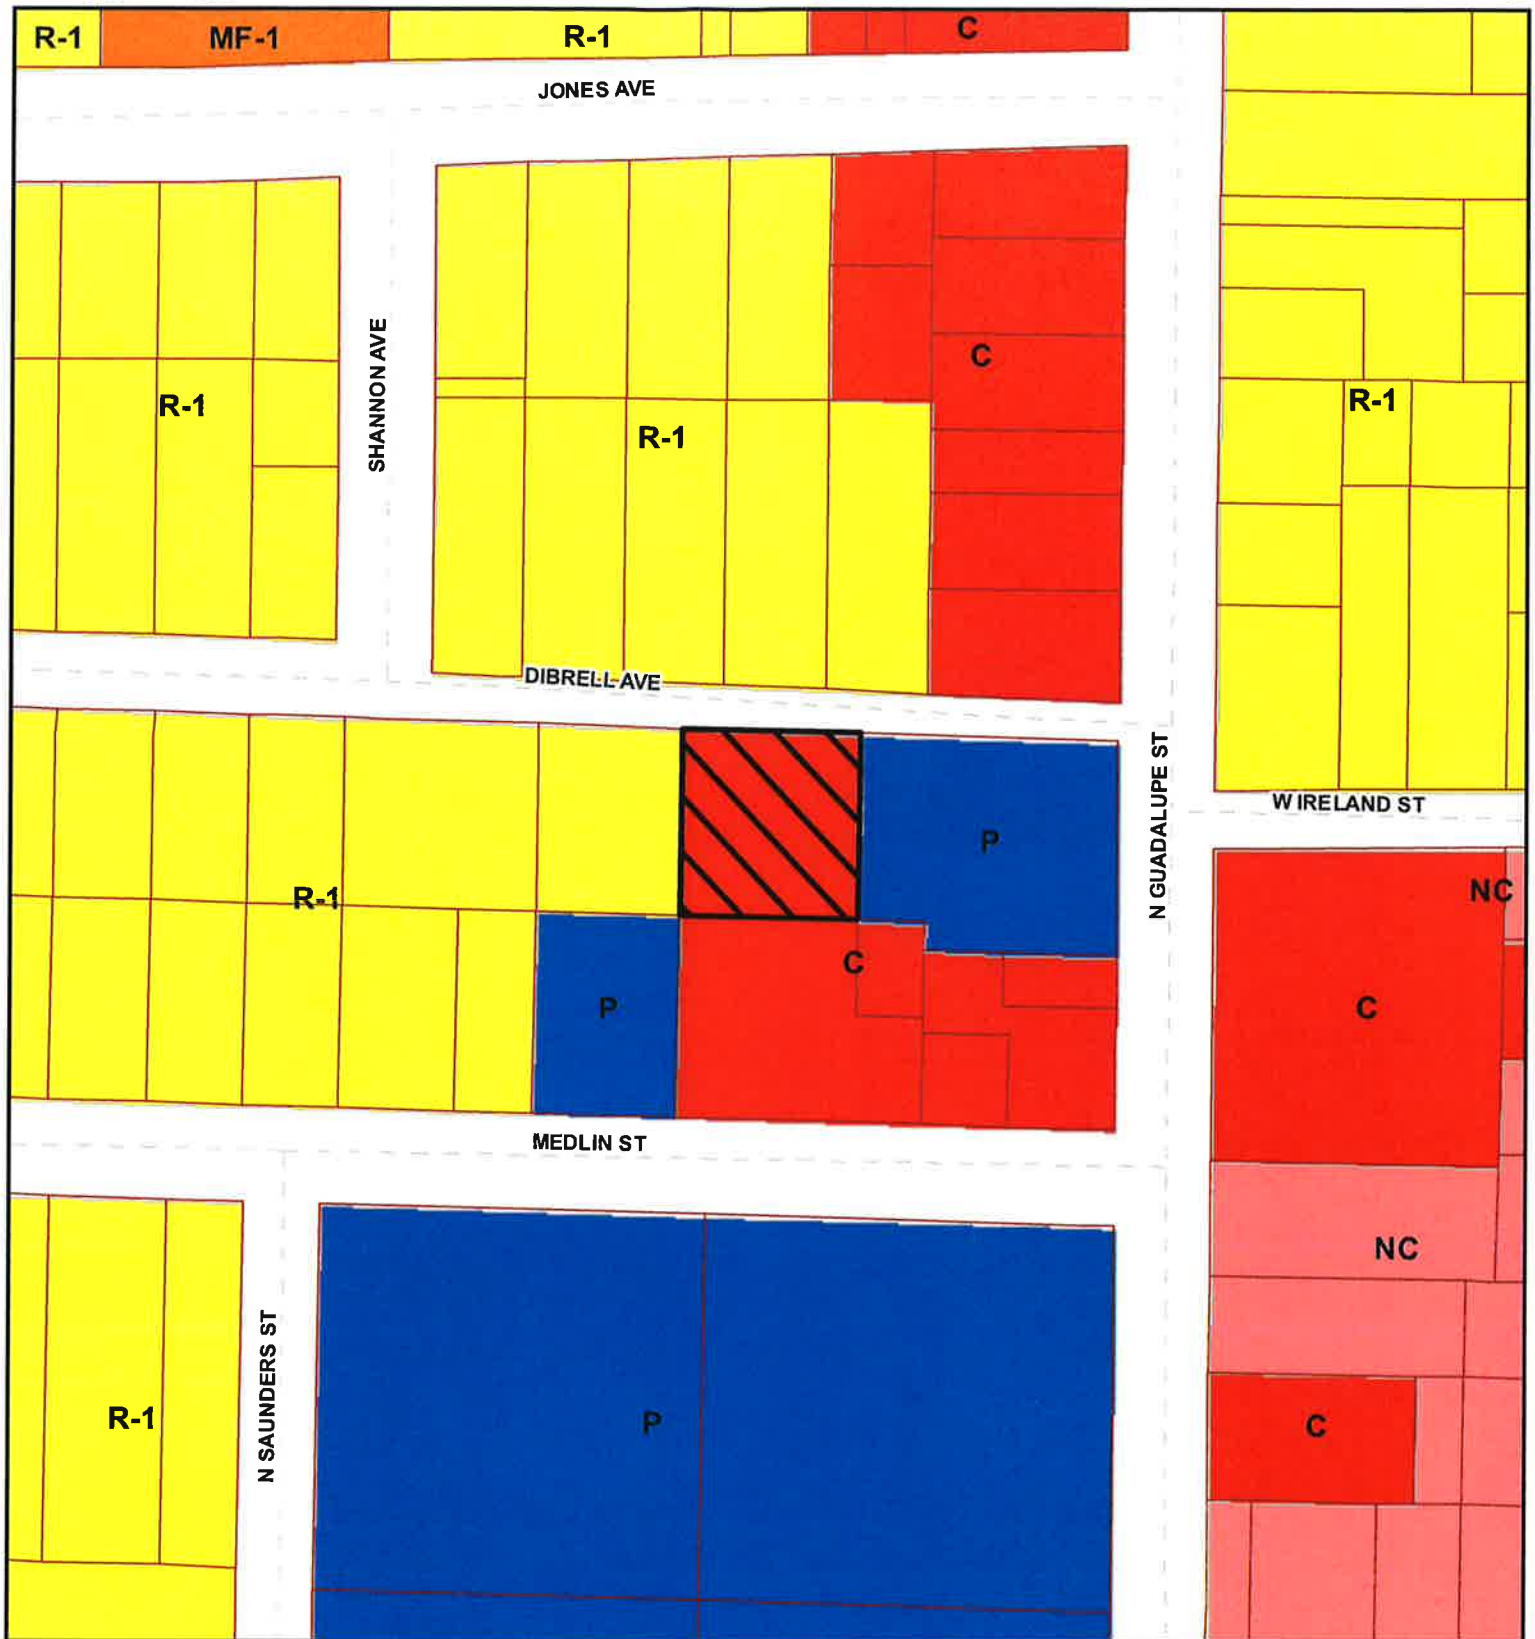 R-1
MF-1
R-1
C
JONES AVE
SHANNON AVE
C
R-1
R-1
R-1
DIBRELL AVE
N GUADALUPE ST
W IRELAND ST
P
R-1
NC
C
P
C
MEDLIN ST
NC
N SAUNDERS ST
R-1
P
C